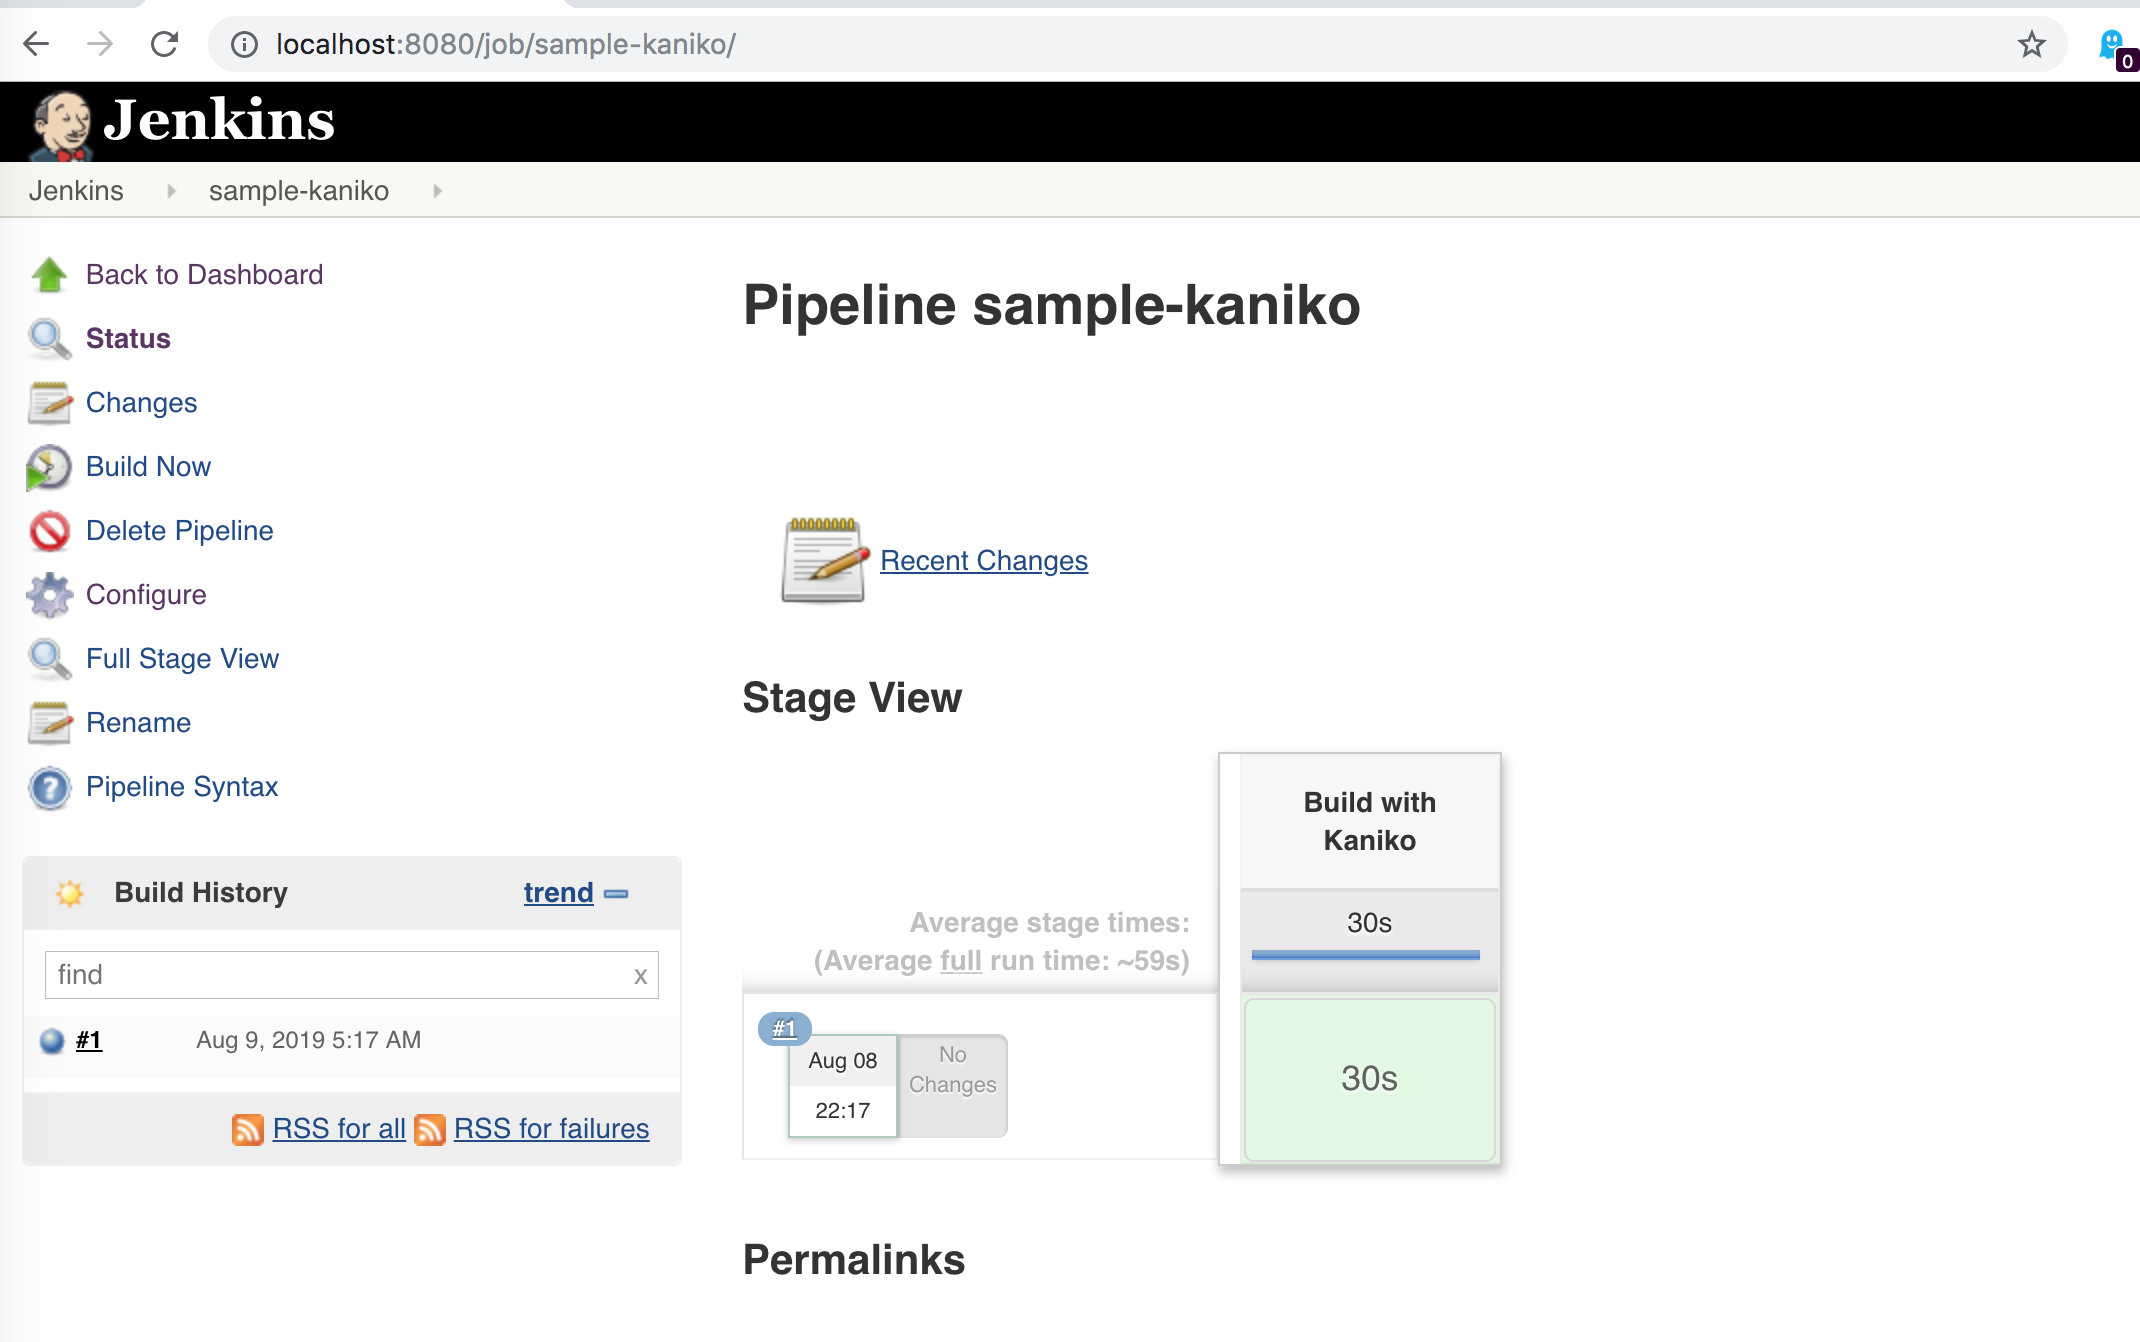 localhost:8080/job/sample-kaniko/
0
Jenkins
Jenkins sample-kaniko
Back to Dashboard
Status
Changes
Build Now
Delete Pipeline
Configure
Full Stage View
Rename
Pipeline Syntax
Build History trend
find x
#1 Aug 9, 2019 5:17 AM
RSS for all RSS for failures
Pipeline sample-kaniko
Recent Changes
Stage View
Build with
Kaniko
Average stage times:
(Average full run time: ~59s)
30s
#1
Aug 08
22:17
No
Changes
30s
Permalinks